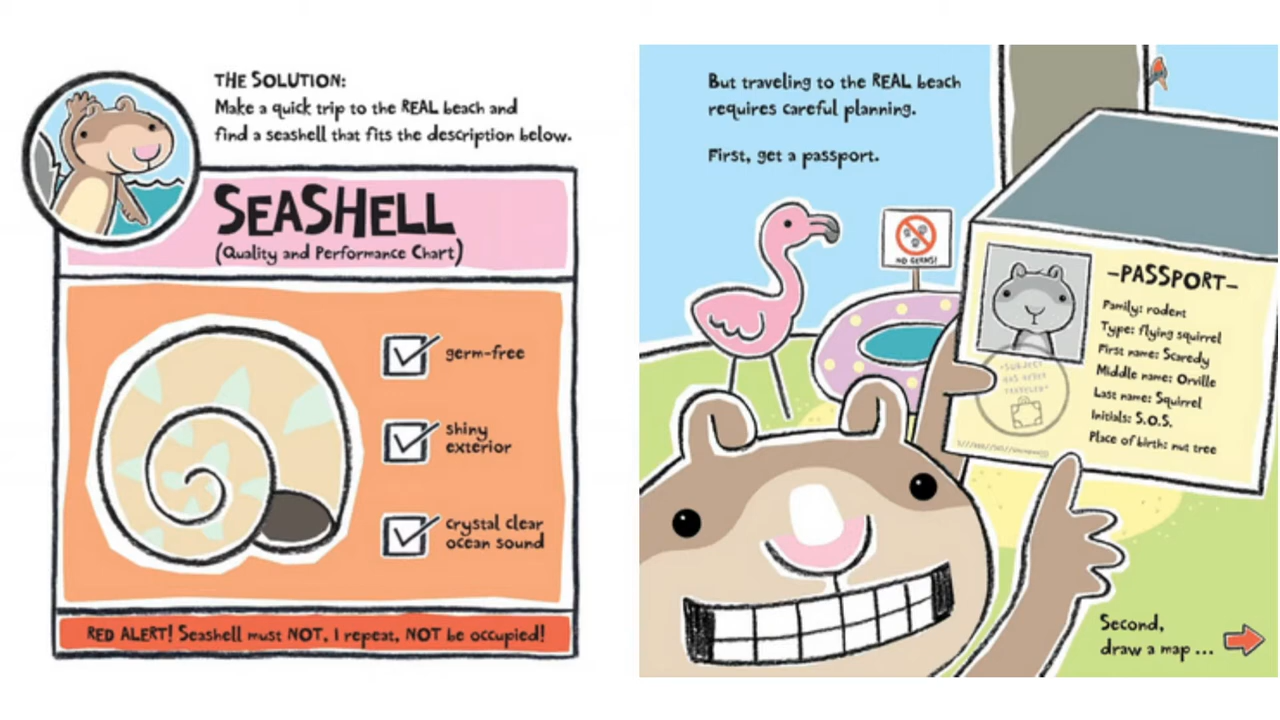 THE SOLUTION:
Make a quick trip to the REAL beach and
find a seashell that fits the description below.
SEASHELL
(Quality and Performance Chart)
germ-free
shiny
exterior
crystal clear
ocean sound
RED ALERT! Seashell must NOT, I repeat, NOT be occupied!
But traveling to the REAL beach
requires careful planning.
First, get a passport.
NO GERMS!
-PASSPORT-
Family: rodent
Type: flying squirrel
First name: Scaredy
Middle name: Orville
Last name: Squirrel
Initials: S.O.S.
Place of birth: nut tree
Second,
draw a map ...